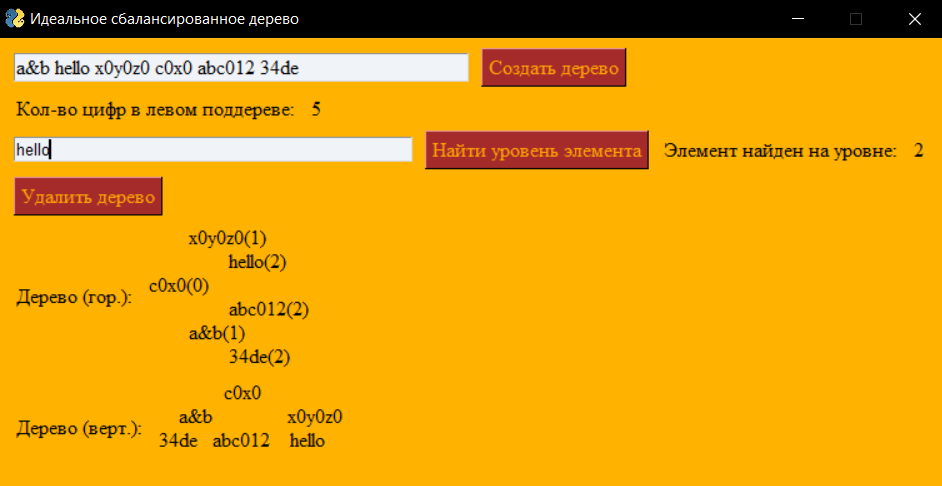 Идеальное сбалансированное дерево
a&b hello x0y0z0 c0x0 abc012 34de Создать дерево
Кол-во цифр в левом поддереве: 5
hello Найти уровень элемента Элемент найден на уровне: 2
Удалить дерево
x0y0z0(1)
hello(2)
c0x0(0)
Дерево (гор.):
abc012(2)
a&b(1)
34de(2)
c0x0
a&b x0y0z0
Дерево (верт.):
34de abc012 hello